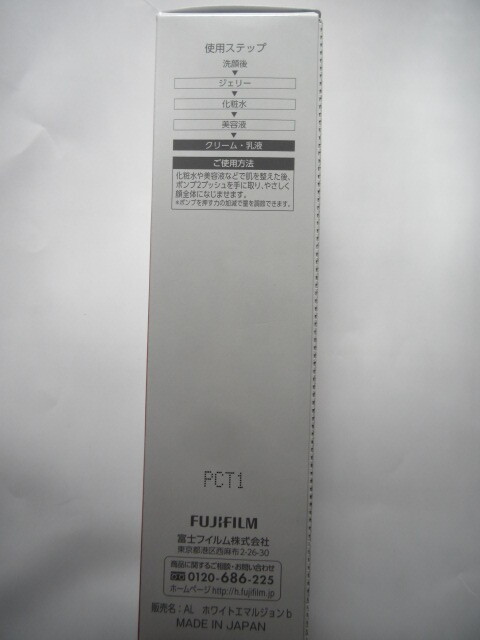 使用ステップ
洗顔後
▼
ジェリー
▼
化粧水
▼
美容液
▼
クリーム・乳液
ご使用方法
化粧水や美容液などで肌を整えた後、
ポンプ2プッシュを手に取り、やさしく
顔全体になじませます。
*ポンプを押す力の加減で量を調節できます。
PCT1
FUJIFILM
富士フイルム株式会社
東京都港区西麻布2-26-30
商品に関するご相談・お問い合わせ
0120-686-225
ホームページ http://h.fujifilm.jp
販売名:AL ホワイトエマルジョンb
MADE IN JAPAN